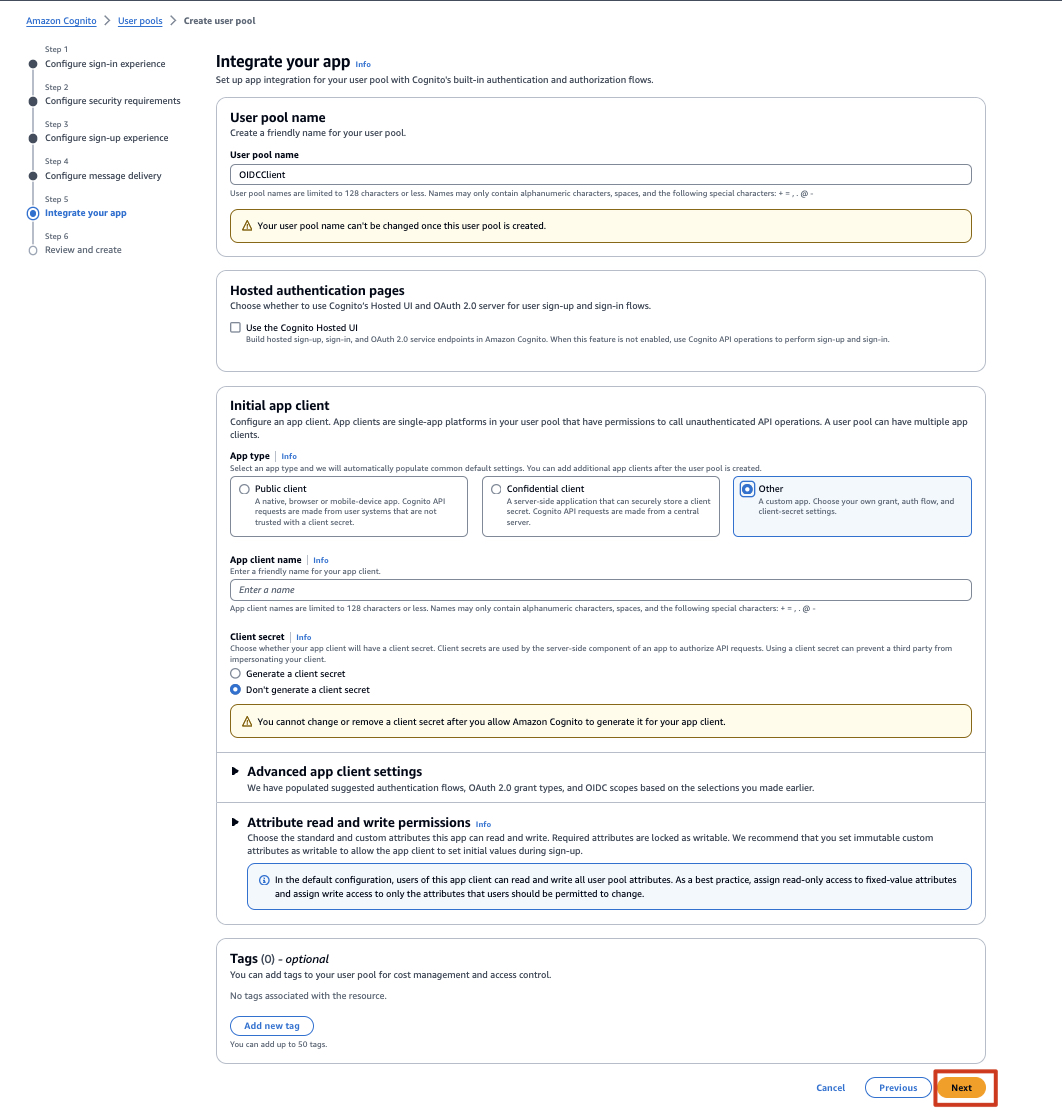 Amazon Cognito > User pools > Create user pool
Step 1
Configure sign-in experience
Step 2
Configure security requirements
Step 3
Configure sign-up experience
Step 4
Configure message delivery
Step 5
Integrate your app
Step 6
Review and create
Integrate your app Info
Set up app integration for your user pool with Cognito's built-in authentication and authorization flows.
User pool name
Create a friendly name for your user pool.
User pool name
OIDCClient
User pool names are limited to 128 characters or less. Names may only contain alphanumeric characters, spaces, and the following special characters: + = , . @ -
Your user pool name can't be changed once this user pool is created.
Hosted authentication pages
Choose whether to use Cognito's Hosted UI and OAuth 2.0 server for user sign-up and sign-in flows.
Use the Cognito Hosted UI
Build hosted sign-up, sign-in, and OAuth 2.0 service endpoints in Amazon Cognito. When this feature is not enabled, use Cognito API operations to perform sign-up and sign-in.
Initial app client
Configure an app client. App clients are single-app platforms in your user pool that have permissions to call unauthenticated API operations. A user pool can have multiple app
clients.
App type | Info
Select an app type and we will automatically populate common default settings. You can add additional app clients after the user pool is created.
Public client
A native, browser or mobile-device app. Cognito API
requests are made from user systems that are not
trusted with a client secret.
Confidential client
A server-side application that can securely store a client
secret. Cognito API requests are made from a central
server.
Other
A custom app. Choose your own grant, auth flow, and
client-secret settings.
App client name | Info
Enter a friendly name for your app client.
Enter a name
App client names are limited to 128 characters or less. Names may only contain alphanumeric characters, spaces, and the following special characters: + = , . @ -
Client secret | Info
Choose whether your app client will have a client secret. Client secrets are used by the server-side component of an app to authorize API requests. Using a client secret can prevent a third party from
impersonating your client.
Generate a client secret
Don't generate a client secret
You cannot change or remove a client secret after you allow Amazon Cognito to generate it for your app client.
Advanced app client settings
We have populated suggested authentication flows, OAuth 2.0 grant types, and OIDC scopes based on the selections you made earlier.
Attribute read and write permissions Info
Choose the standard and custom attributes this app can read and write. Required attributes are locked as writable. We recommend that you set immutable custom
attributes as writable to allow the app client to set initial values during sign-up.
In the default configuration, users of this app client can read and write all user pool attributes. As a best practice, assign read-only access to fixed-value attributes
and assign write access to only the attributes that users should be permitted to change.
Tags (0) - optional
You can add tags to your user pool for cost management and access control.
No tags associated with the resource.
Add new tag
You can add up to 50 tags.
Cancel
Previous
Next